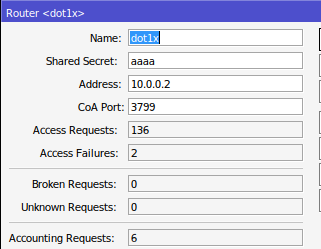 Router <dot1x>
Name: dot1x
Shared Secret: aaaa
Address: 10.0.0.2
CoA Port: 3799
Access Requests: 136
Access Failures: 2
Broken Requests: 0
Unknown Requests: 0
Accounting Requests: 6